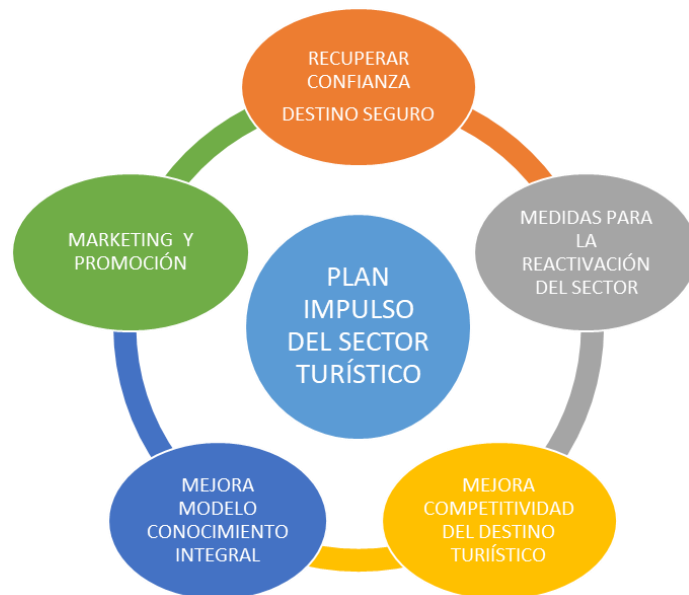 RECUPERAR
CONFIANZA
DESTINO SEGURO
MEDIDAS PARA
LA
REACTIVACIÓN
DEL SECTOR
MARKETING Y
PROMOCIÓN
PLAN
IMPULSO
DEL SECTOR
TURÍSTICO
MEJORA
MODELO
CONOCIMIENTO
INTEGRAL
MEJORA
COMPETITIVIDAD
DEL DESTINO
TURIÍSTICO